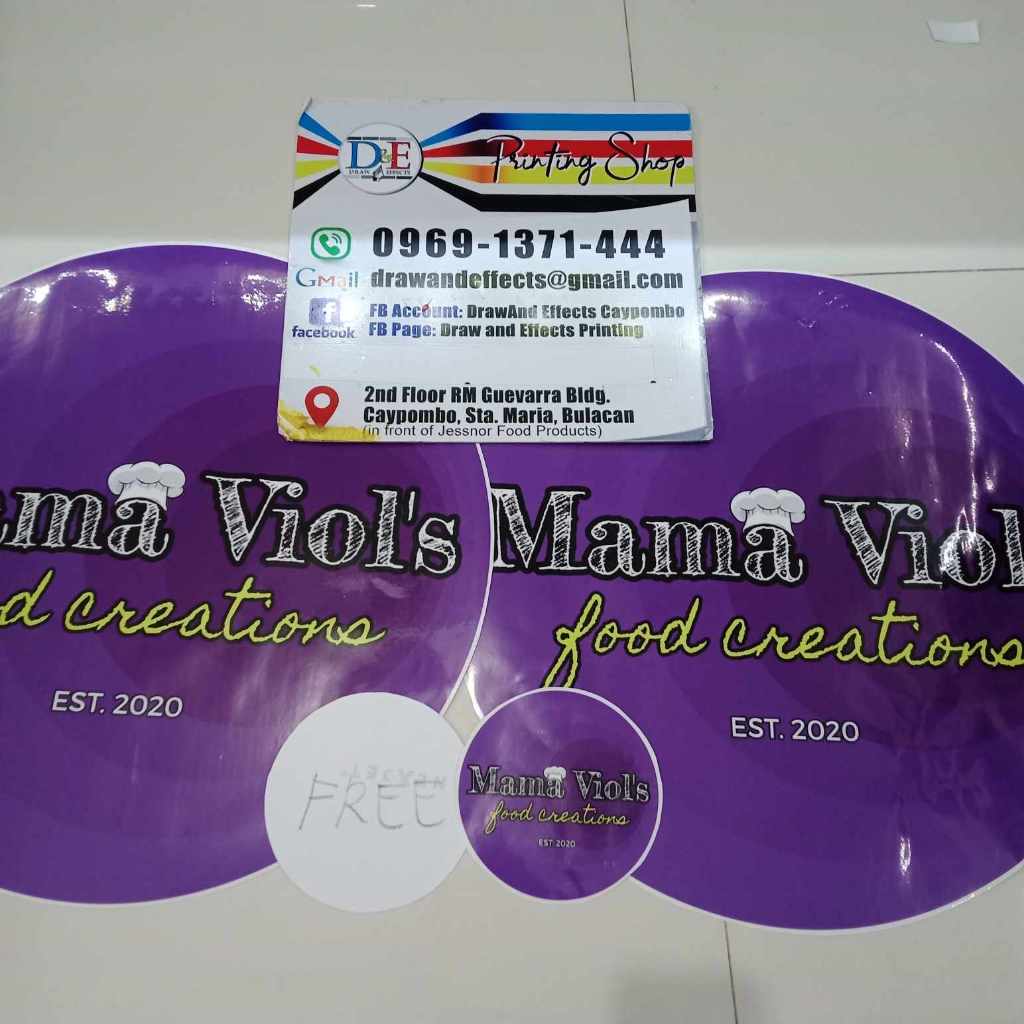 D&E
DRAW EFFECTS
Printing Shop
0969-1371-444
GMail drawandeffects@gmail.com
FB Account: DrawAnd Effects Caypombo
facebook FB Page: Draw and Effects Printing
2nd Floor RM Guevarra Bldg.
Caypombo, Sta. Maria, Bulacan
(in front of Jessnor Food Products)
ama Viol's
d creations
EST. 2020
Mama Viol
food creations
EST. 2020
FREE
Mama Viol's
food creations
EST. 2020